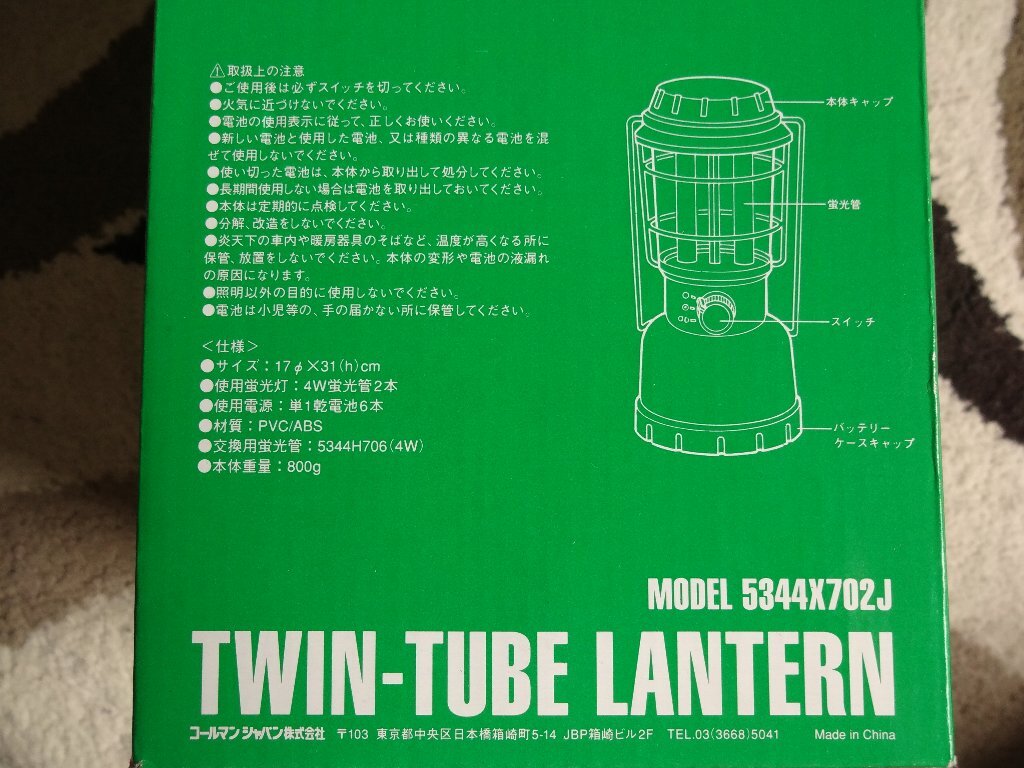 ⚠取扱上の注意
●ご使用後は必ずスイッチを切ってください。
●火気に近づけないでください。
●電池の使用表示に従って、正しくお使いください。
●新しい電池と使用した電池、又は種類の異なる電池を混
ぜて使用しないでください。
●使い切った電池は、本体から取り出して処分してください。
●長期間使用しない場合は電池を取り出しておいてください。
●本体は定期的に点検してください。
●分解、改造をしないでください。
●炎天下の車内や暖房器具のそばなど、温度が高くなる所に
保管、放置をしないでください。本体の変形や電池の液漏れ
の原因になります。
●照明以外の目的に使用しないでください。
●電池は小児等の、手の届かない所に保管してください。
＜仕様＞
●サイズ：17φ×31(h)cm
●使用蛍光灯：4W蛍光管2本
●使用電源：単1乾電池6本
●材質：PVC/ABS
●交換用蛍光管：5344H706(4W)
●本体重量：800g
本体キャップ
蛍光管
スイッチ
バッテリー
ケースキャップ
MODEL 5344X702J
TWIN-TUBE LANTERN
コールマン ジャパン株式会社 〒103 東京都中央区日本橋箱崎町5-14 JBP箱崎ビル2F TEL.03(3668)5041 Made in China